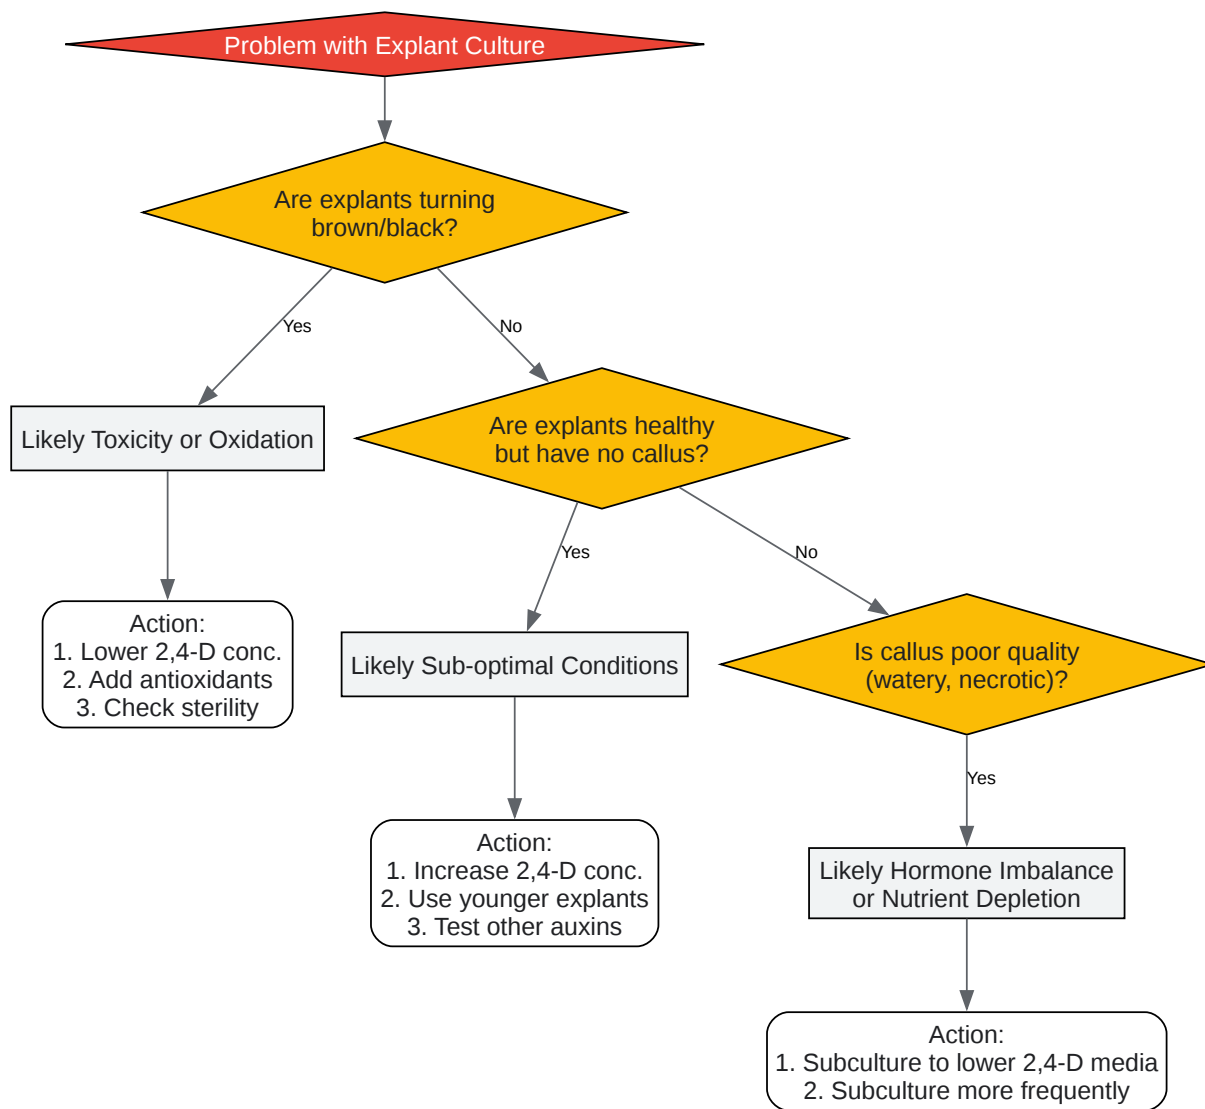 Problem with Explant Culture
Are explants turning
brown/black?
Yes
No
Likely Toxicity or Oxidation
Are explants healthy
but have no callus?
Action:
1. Lower 2,4-D conc.
2. Add antioxidants
3. Check sterility
Yes
No
Likely Sub-optimal Conditions
Is callus poor quality
(watery, necrotic)?
Action:
1. Increase 2,4-D conc.
2. Use younger explants
3. Test other auxins
Yes
Likely Hormone Imbalance
or Nutrient Depletion
Action:
1. Subculture to lower 2,4-D media
2. Subculture more frequently